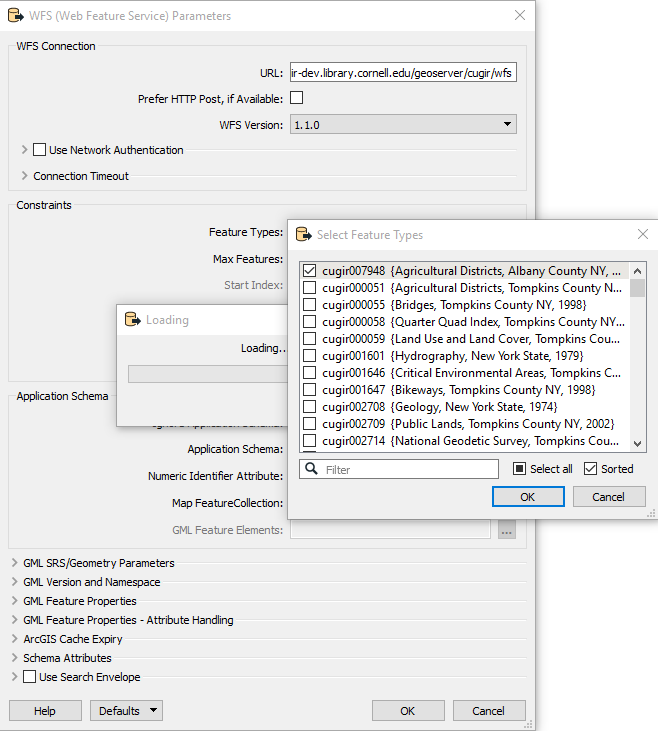 WFS (Web Feature Service) Parameters
WFS Connection
URL: ir-dev.library.cornell.edu/geoserver/cugir/wfs
Prefer HTTP Post, if Available:
WFS Version: 1.1.0
Use Network Authentication
Connection Timeout
Constraints
Feature Types:
Max Features:
Start Index:
Select Feature Types
cugir007948 {Agricultural Districts, Albany County NY, ...
cugir000051 {Agricultural Districts, Tompkins County N...
cugir000055 {Bridges, Tompkins County NY, 1998}
cugir000058 {Quarter Quad Index, Tompkins County NY,...
cugir000059 {Land Use and Land Cover, Tompkins Cou...
cugir001601 {Hydrography, New York State, 1979}
cugir001646 {Critical Environmental Areas, Tompkins C...
cugir001647 {Bikeways, Tompkins County NY, 1998}
cugir002708 {Geology, New York State, 1974}
cugir002709 {Public Lands, Tompkins County NY, 2002}
cugir002714 {National Geodetic Survey, Tompkins Cou...
Filter
Select all
Sorted
OK
Cancel
Loading
Loading..
Application Schema
Application Schema:
Numeric Identifier Attribute:
Map FeatureCollection:
GML Feature Elements:
...
GML SRS/Geometry Parameters
GML Version and Namespace
GML Feature Properties
GML Feature Properties - Attribute Handling
ArcGIS Cache Expiry
Schema Attributes
Use Search Envelope
Help
Defaults
OK
Cancel